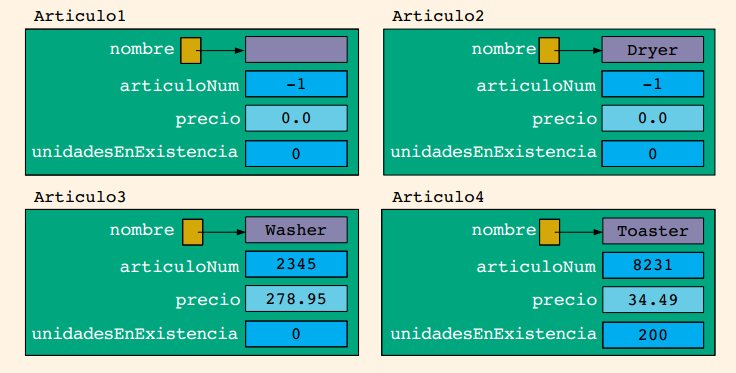 Articulo1
nombre
articuloNum -1
precio 0.0
unidadesEnExistencia 0
Articulo2
nombre Dryer
articuloNum -1
precio 0.0
unidadesEnExistencia 0
Articulo3
nombre Washer
articuloNum 2345
precio 278.95
unidadesEnExistencia 0
Articulo4
nombre Toaster
articuloNum 8231
precio 34.49
unidadesEnExistencia 200